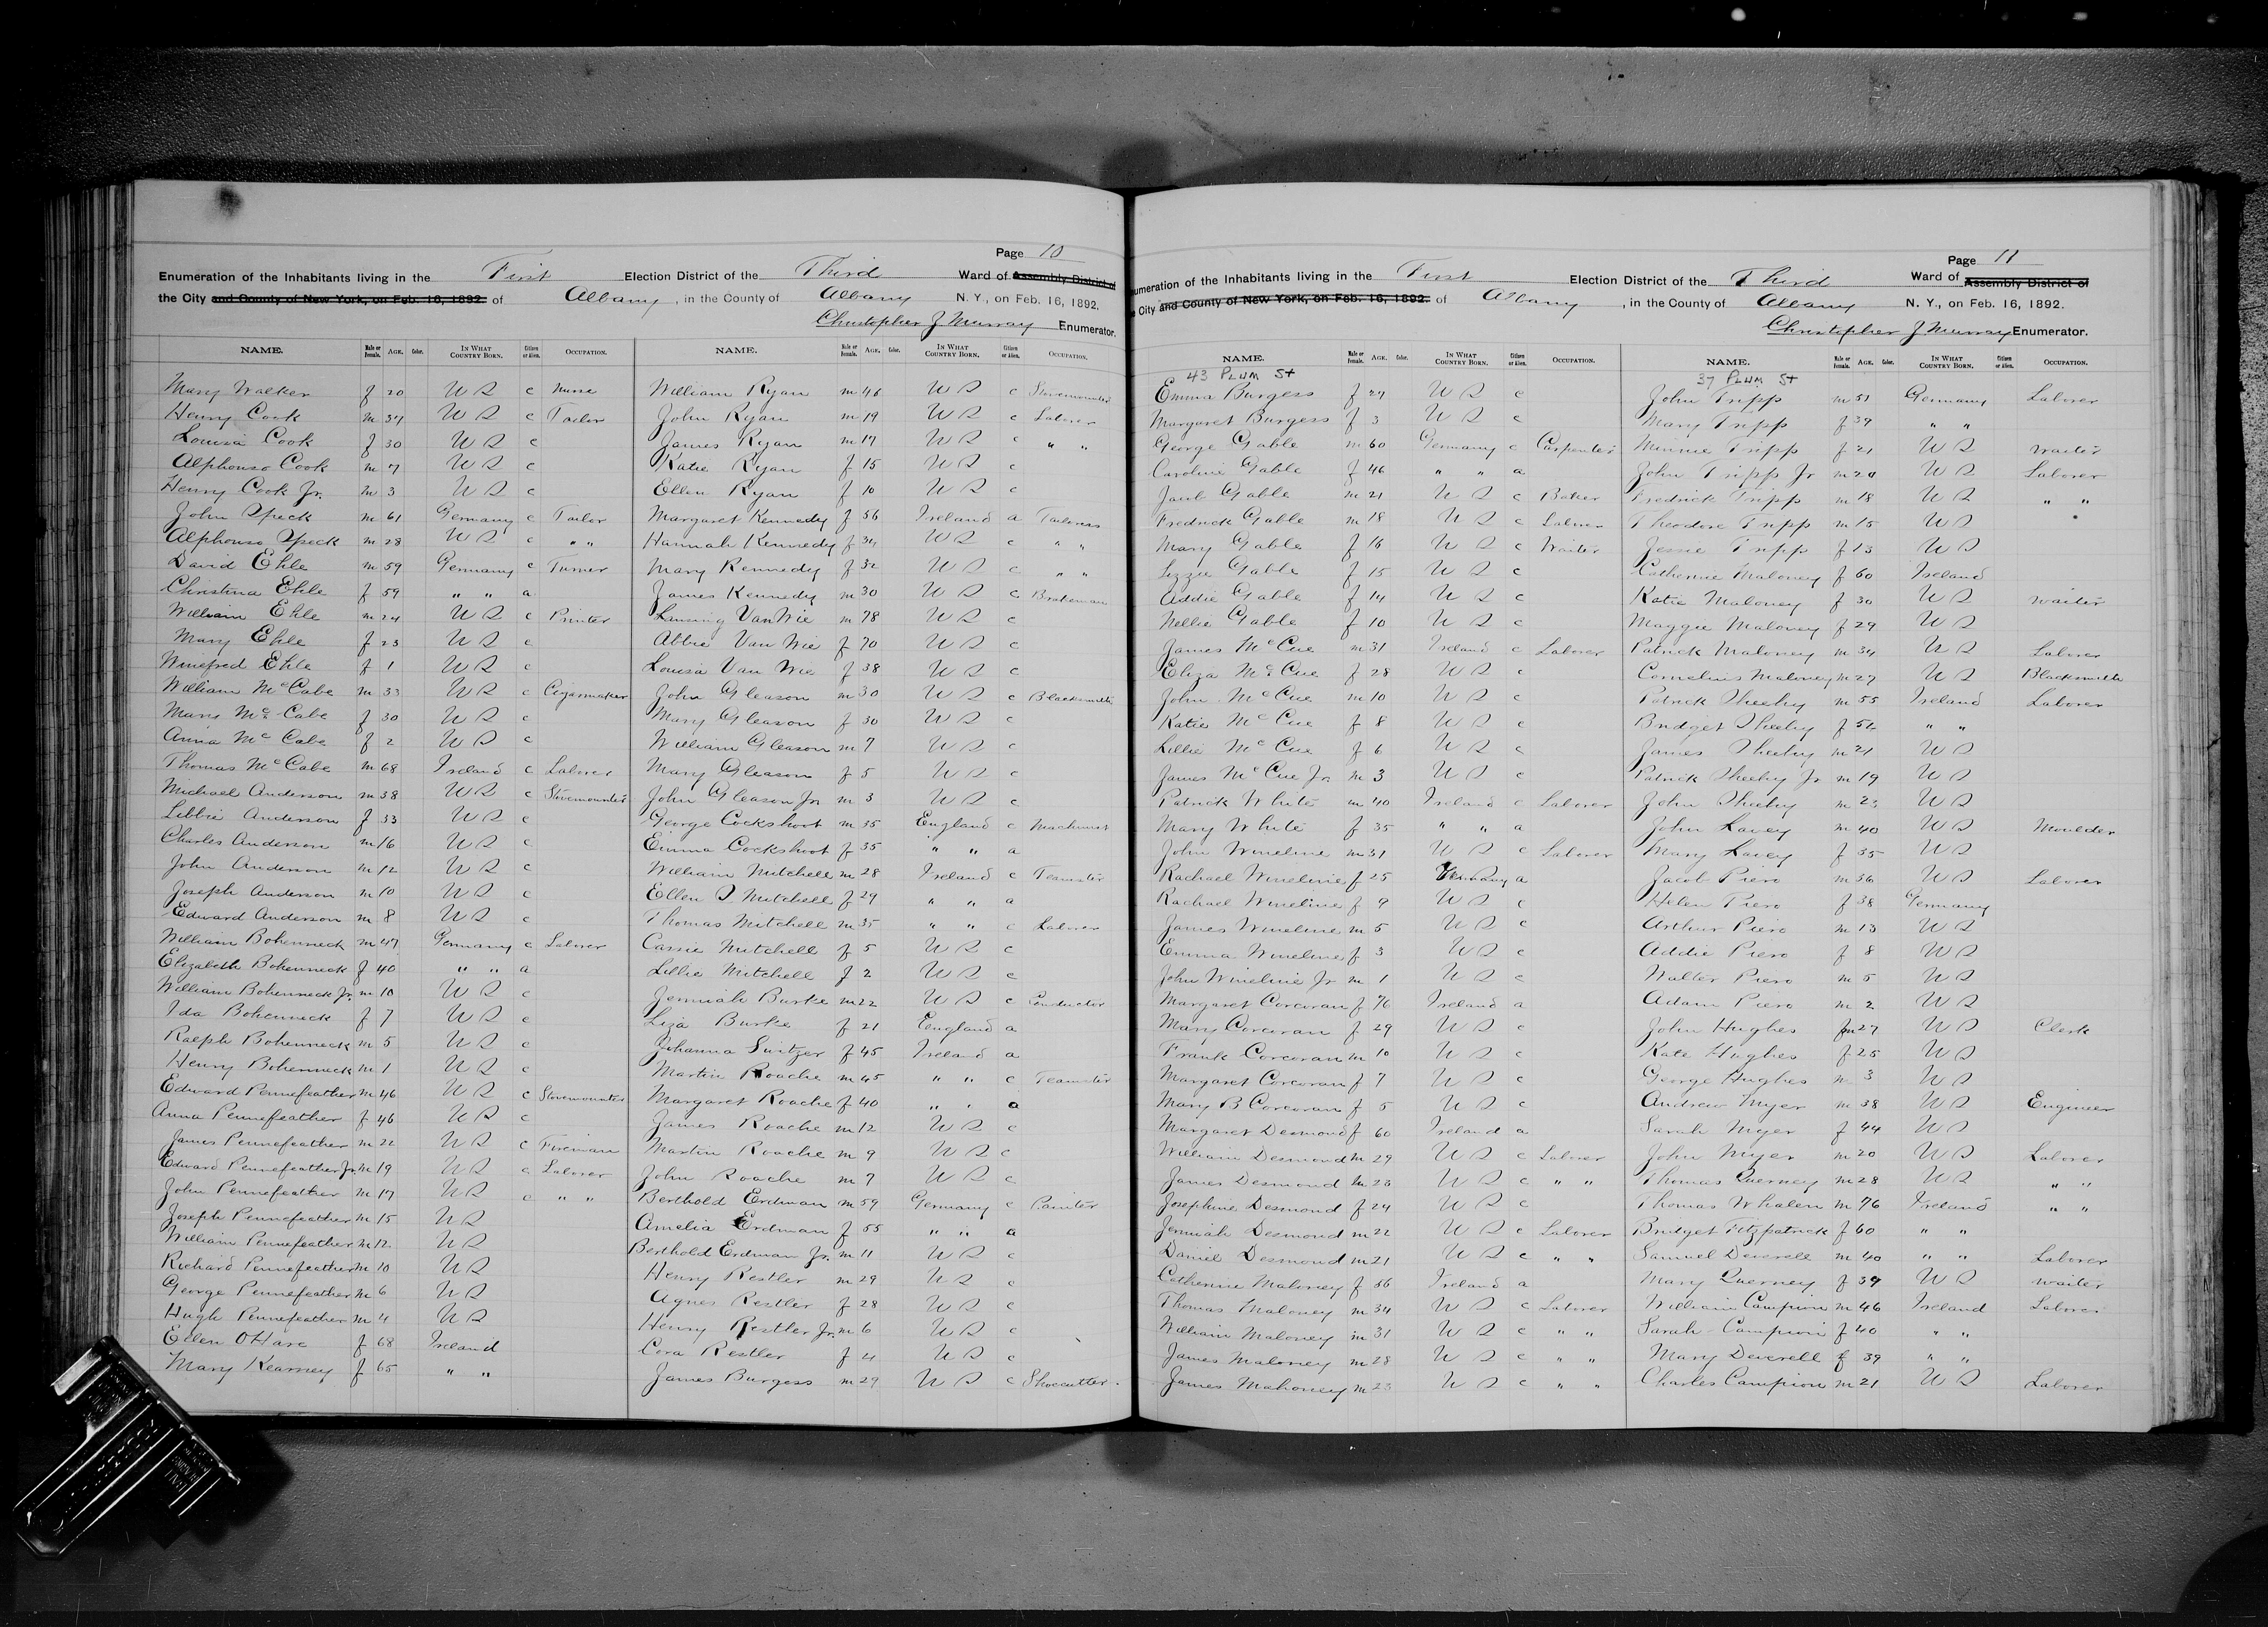 Page 10
Enumeration of the Inhabitants living in the First Election District of the Third Ward of Assembly District of
the City and County of New York, on Feb. 16, 1892. of Albany, in the County of Albany N. Y., on Feb. 16, 1892.
Christopher J Murray Enumerator.
NAME. Male or Female. AGE. Color. IN WHAT COUNTRY BORN. Citizen or Alien. OCCUPATION.
Mary Walker f 20 U S c Nurse
Henry Cook m 37 U S c Tailor
Louisa Cook f 30 U S c
Alphonso Cook m 7 U S c
Henry Cook Jr. m 3 U S c
John Speck m 61 Germany c Tailor
Alphonso Speck m 28 U S c " "
David Ehle m 59 Germany c Turner
Christina Ehle f 59 " " a
William Ehle m 24 U S c Printer
Mary Ehle f 23 U S c
Winefred Ehle f 1 U S c
William McCabe m 33 U S c Cigarmaker
Mary McCabe f 30 U S c
Anna McCabe f 2 U S c
Thomas McCabe m 68 Ireland c Laborer
Michael Anderson m 38 U S c Stovemounter
Libbie Anderson f 33 U S c
Charles Anderson m 16 U S c
John Anderson m 12 U S c
Joseph Anderson m 10 U S c
Edward Anderson m 8 U S c
William Bohenneck m 47 Germany c Laborer
Elizabeth Bohenneck f 40 " " a
William Bohenneck Jr. m 10 U S c
Ida Bohenneck f 7 U S c
Ralph Bohenneck m 5 U S c
Henry Bohenneck m 1 U S c
Edward Pennefeather m 46 U S c Stovemounter
Anna Pennefeather f 46 U S c
James Pennefeather m 22 U S c Fireman
Edward Pennefeather Jr. m 19 U S c Laborer
John Pennefeather m 17 U S c " "
Joseph Pennefeather m 15 U S
William Pennefeather m 12 U S
Richard Pennefeather m 10 U S
George Pennefeather m 6 U S
Hugh Pennefeather m 4 U S
Ellen OHare f 68 Ireland
Mary Kearney f 65 " "
NAME. Male or Female. AGE. Color. IN WHAT COUNTRY BORN. Citizen or Alien. OCCUPATION.
William Ryan m 46 U S c Stovemounter
John Ryan m 19 U S c Laborer
James Ryan m 17 U S c " "
Katie Ryan f 15 U S c
Ellen Ryan f 10 U S c
Margaret Kennedy f 56 Ireland a Tailoress
Hannah Kennedy f 34 U S c " "
Mary Kennedy f 32 U S c " "
James Kennedy m 30 U S c Brakeman
Lansing VanWie m 78 U S c
Abbie Van Wie f 70 U S c
Louisa Van Wie f 38 U S c
John Gleason m 30 U S c Blacksmith
Mary Gleason f 30 U S c
William Gleason m 7 U S c
Mary Gleason f 5 U S c
John Gleason Jr. m 3 U S c
George Cockshoot m 35 England c Machinist
Emma Cockshoot f 35 " " a
William Mitchell m 28 Ireland c Teamster
Ellen S Mitchell f 29 " " a
Thomas Mitchell m 35 " " c Laborer
Cassie Mitchell f 5 U S c
Lillie Mitchell f 2 U S c
Jemiah Burke m 22 U S c Conductor
Liza Burke f 21 England a
Johanna Switzer f 45 Ireland a
Martin Roache m 45 " " c Teamster
Margaret Roache f 40 " " a
James Roache m 12 U S c
Martin Roache m 9 U S c
John Roache m 7 U S c
Berthold Erdman m 59 Germany c Painter
Amelia Erdman f 55 " " a
Berthold Erdman Jr. m 11 U S c
Henry Restler m 29 U S c
Agnes Restler f 28 U S c
Henry Restler Jr. m 6 U S c
Cora Restler f 4 U S c
James Burgess m 29 U S c Shoecutter
Page 11
umeration of the Inhabitants living in the First Election District of the Third Ward of Assembly District of
City and County of New York, on Feb. 16, 1892. of Albany, in the County of Albany N. Y., on Feb. 16, 1892.
Christopher J Murray Enumerator.
NAME. Male or Female. AGE. Color. IN WHAT COUNTRY BORN. Citizen or Alien. OCCUPATION.
43 PLUM St
Emma Burgess f 27 U S c
Margaret Burgess f 3 U S c
George Gable m 60 Germany c Carpenter
Caroline Gable f 46 " " a
Jacob Gable m 21 U S c Baker
Fredrick Gable m 18 U S c Laborer
Mary Gable f 16 U S c Waiter
Lizzie Gable f 15 U S c
Addie Gable f 14 U S c
Nellie Gable f 10 U S c
James McCue m 31 Ireland c Laborer
Eliza McCue f 28 U S c
John McCue m 10 U S c
Katie McCue f 8 U S c
Lillie McCue f 6 U S c
James McCue Jr. m 3 U S c
Patrick White m 40 Ireland c Laborer
Mary White f 35 " " a
John Wineline m 31 U S c Laborer
Rachael Wineline f 25 Germany a
Rachael Wineline f 9 U S c
James Wineline m 5 U S c
Emma Wineline f 3 U S c
John Wineline Jr m 1 U S c
Margaret Corcoran f 76 Ireland a
Mary Corcoran f 29 U S c
Frank Corcoran m 10 U S c
Margaret Corcoran f 7 U S c
Mary B Corcoran f 5 U S c
Margaret Desmond f 60 Ireland a
William Desmond m 29 U S c Laborer
James Desmond m 23 U S c " "
Josephine Desmond f 24 U S c
Jemiah Desmond m 22 U S c Laborer
Daniel Desmond m 21 U S c " "
Catherine Mahoney f 56 Ireland a
Thomas Maloney m 34 U S c Laborer
William Maloney m 31 U S c " "
James Maloney m 28 U S c " "
James Mahoney m 23 U S c " "
NAME. Male or Female. AGE. Color. IN WHAT COUNTRY BORN. Citizen or Alien. OCCUPATION.
37 PLUM St
John Tripp m 51 Germany Laborer
Mary Tripp f 39 " "
Minnie Tripp f 21 U S Waiter
John Tripp Jr m 20 U S Laborer
Fredrick Tripp m 18 U S " "
Theodore Tripp m 15 U S
Jessie Tripp f 13 U S
Catherine Maloney f 60 Ireland
Katie Maloney f 30 U S waiter
Maggie Maloney f 29 U S
Patrick Maloney m 34 U S Laborer
Cornelius Maloney m 27 U S Blacksmith
Patrick Sheehy m 55 Ireland Laborer
Bridget Sheehy f 52 " "
James Sheehy m 21 U S
Patrick Sheehy Jr m 19 U S
John Sheehy m U S
John Lavey m 40 U S Moulder
Mary Lavey f 35 U S
Jacob Piero m 36 U S Laborer
Helen Piero f 38 Germany
Arthur Piero m 13 U S
Addie Piero f 8 U S
Walter Piero m 5 U S
Adam Piero m 2 U S
John Hughes m 27 U S Clerk
Kate Hughes f 25 U S
George Hughes m 3 U S
Andrew Myer m 38 U S Engineer
Sarah Myer f 44 U S
John Myer m 20 U S Laborer
Thomas Querney m 28 U S " "
Thomas Whalen m 76 Ireland " "
Bridget Fitzpatrick f 60 " "
Samuel Deverell m 40 " " Laborer
Mary Querney f 39 U S waiter
William Campion m 46 Ireland Laborer
Sarah Campion f 40 " "
Mary Deverell f 39 " "
Charles Campion m 21 U S Laborer